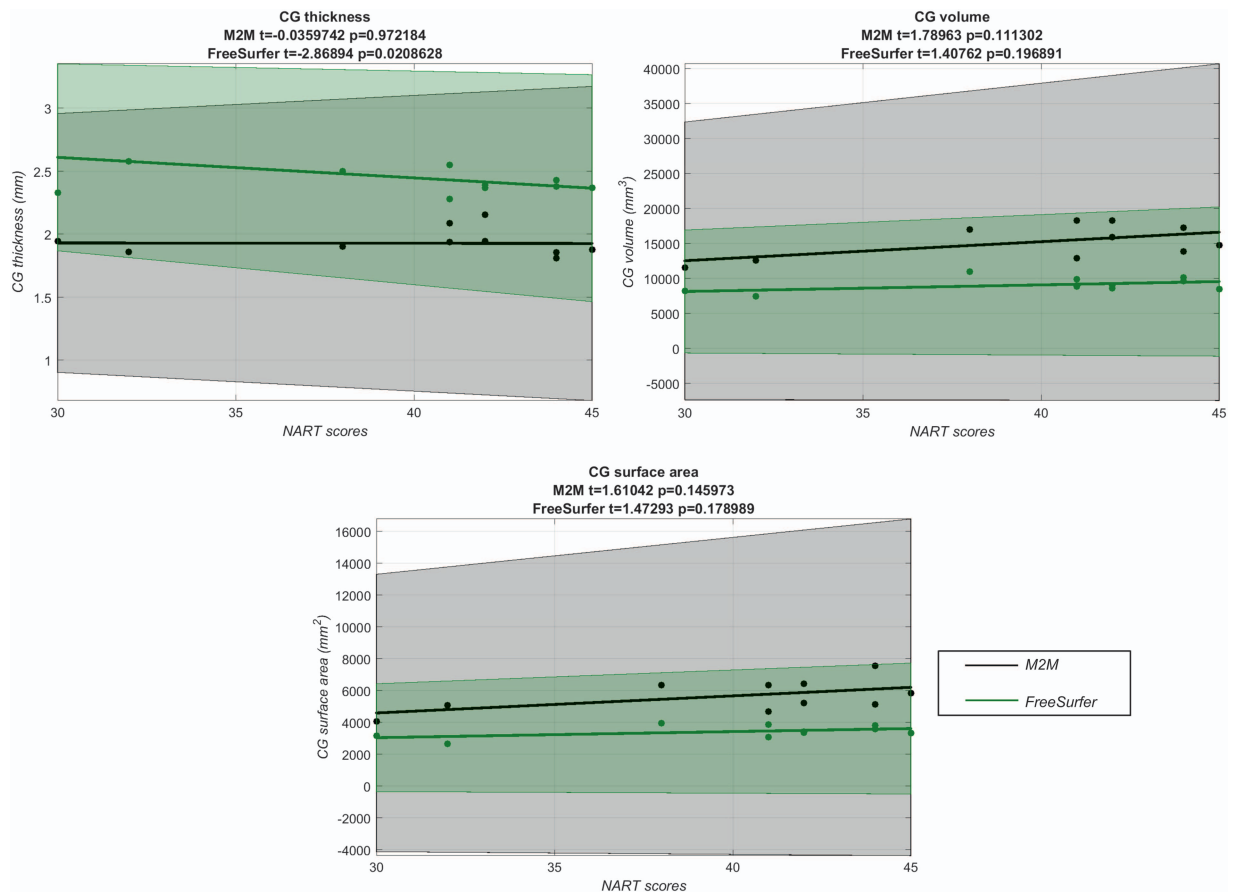 CG thickness
M2M t=-0.0359742 p=0.972184
FreeSurfer t=-2.86894 p=0.0208628
3
2.5
2
1.5
1
CG thickness (mm)
30
35
40
45
NART scores
CG volume
M2M t=1.78963 p=0.111302
FreeSurfer t=1.40762 p=0.196891
40000
35000
30000
25000
20000
15000
10000
5000
0
-5000
CG volume (mm³)
30
35
40
45
NART scores
CG surface area
M2M t=1.61042 p=0.145973
FreeSurfer t=1.47293 p=0.178989
16000
14000
12000
10000
8000
6000
4000
2000
0
-2000
-4000
CG surface area (mm²)
30
35
40
45
NART scores
M2M
FreeSurfer